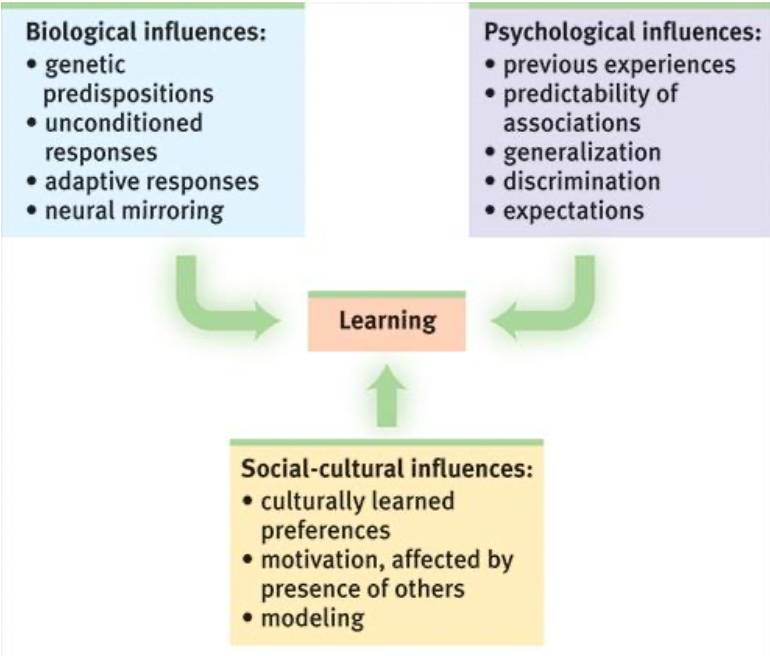 Biological influences:
• genetic
predispositions
• unconditioned
responses
• adaptive responses
• neural mirroring
Psychological influences:
• previous experiences
• predictability of
associations
• generalization
• discrimination
• expectations
Learning
Social-cultural influences:
• culturally learned
preferences
• motivation, affected by
presence of others
• modeling